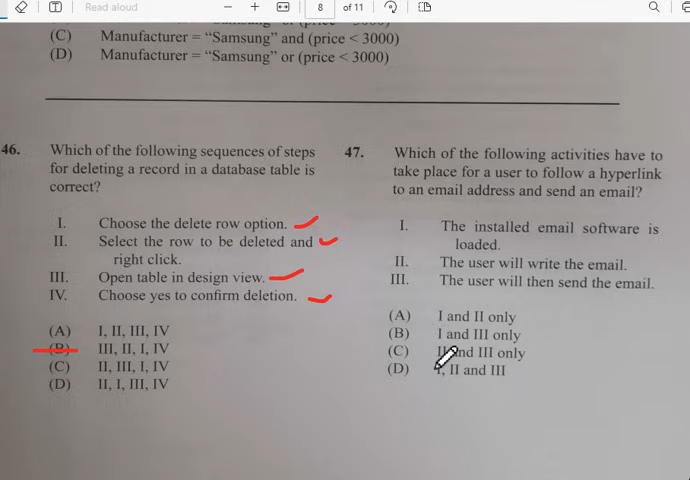 Read aloud
8
of 11
(C) Manufacturer = “Samsung” and (price < 3000)
(D) Manufacturer = “Samsung” or (price < 3000)
46. Which of the following sequences of steps
for deleting a record in a database table is
correct?
I. Choose the delete row option.
II. Select the row to be deleted and
right click.
III. Open table in design view.
IV. Choose yes to confirm deletion.
(A) I, II, III, IV
(B) III, II, I, IV
(C) II, III, I, IV
(D) II, I, III, IV
47. Which of the following activities have to
take place for a user to follow a hyperlink
to an email address and send an email?
I. The installed email software is
loaded.
II. The user will write the email.
III. The user will then send the email.
(A) I and II only
(B) I and III only
(C) II and III only
(D) I, II and III